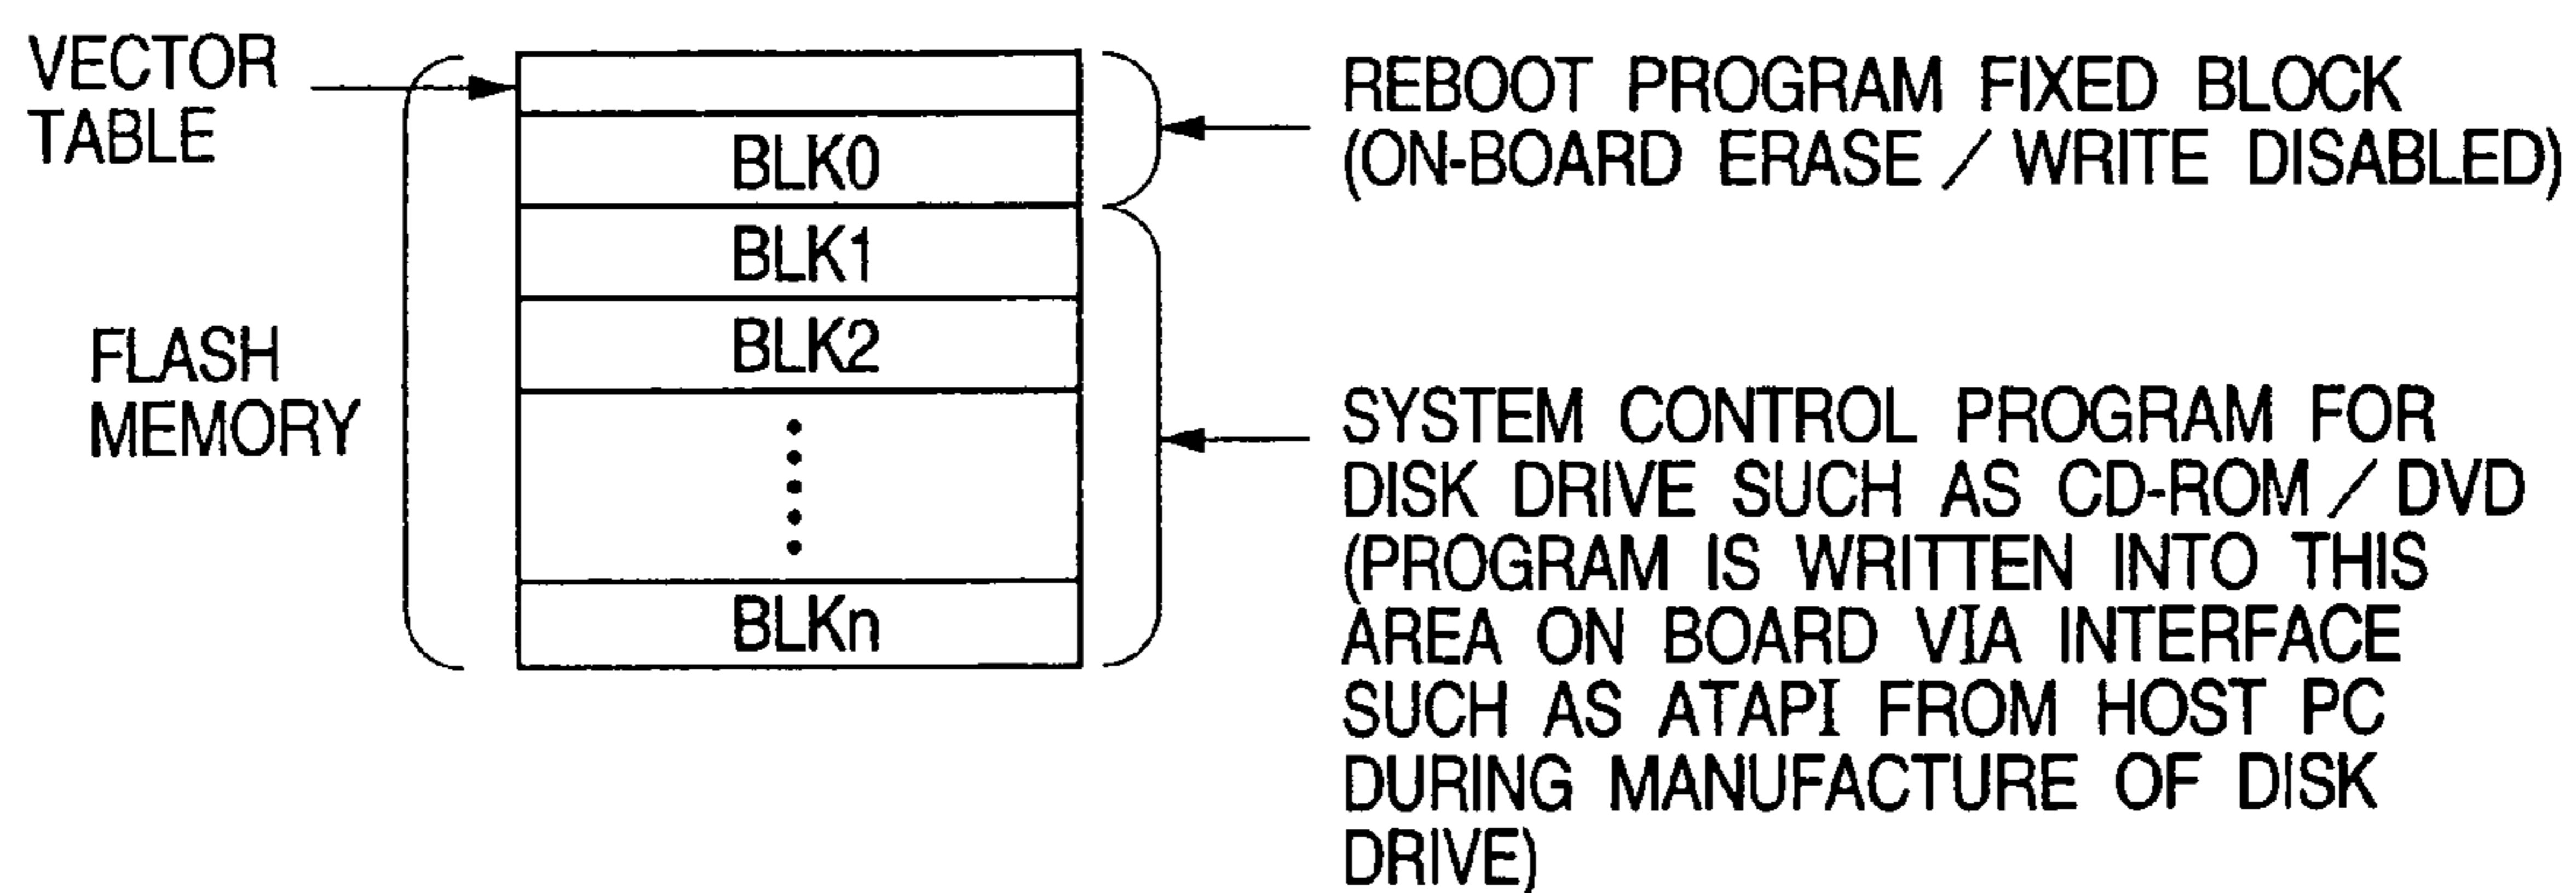 VECTOR
TABLE
FLASH
MEMORY
BLK0
BLK1
BLK2
BLKn
REBOOT PROGRAM FIXED BLOCK
(ON-BOARD ERASE / WRITE DISABLED)
SYSTEM CONTROL PROGRAM FOR
DISK DRIVE SUCH AS CD-ROM / DVD
(PROGRAM IS WRITTEN INTO THIS
AREA ON BOARD VIA INTERFACE
SUCH AS ATAPI FROM HOST PC
DURING MANUFACTURE OF DISK
DRIVE)